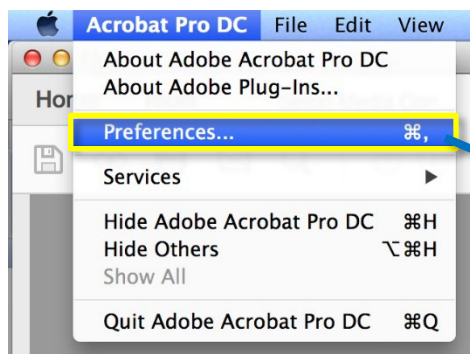 Acrobat Pro DC File Edit View
About Adobe Acrobat Pro DC
About Adobe Plug-Ins...
Hor
Preferences... ⌘,
Services ▶
Hide Adobe Acrobat Pro DC ⌘H
Hide Others ⌥⌘H
Show All
Quit Adobe Acrobat Pro DC ⌘Q